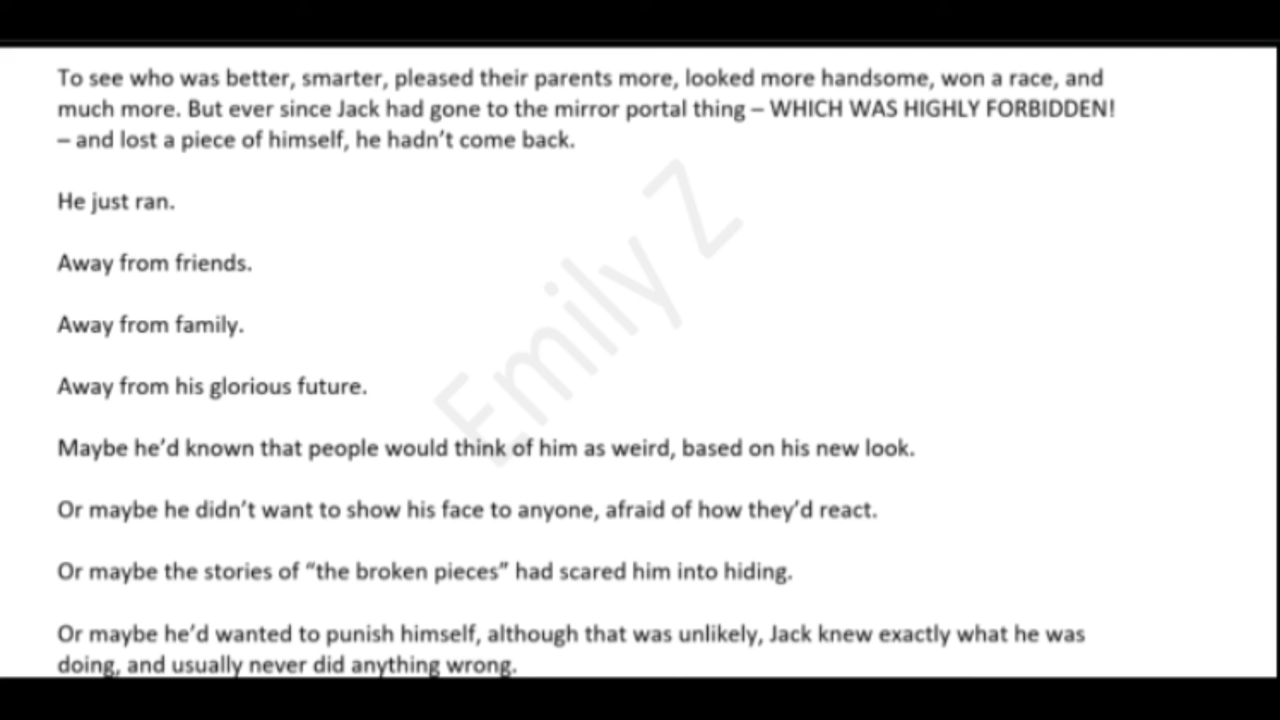 To see who was better, smarter, pleased their parents more, looked more handsome, won a race, and
much more. But ever since Jack had gone to the mirror portal thing – WHICH WAS HIGHLY FORBIDDEN!
– and lost a piece of himself, he hadn’t come back.
He just ran.
Away from friends.
Away from family.
Away from his glorious future.
Maybe he’d known that people would think of him as weird, based on his new look.
Or maybe he didn’t want to show his face to anyone, afraid of how they’d react.
Or maybe the stories of “the broken pieces” had scared him into hiding.
Or maybe he’d wanted to punish himself, although that was unlikely, Jack knew exactly what he was
doing, and usually never did anything wrong.
Emily Z